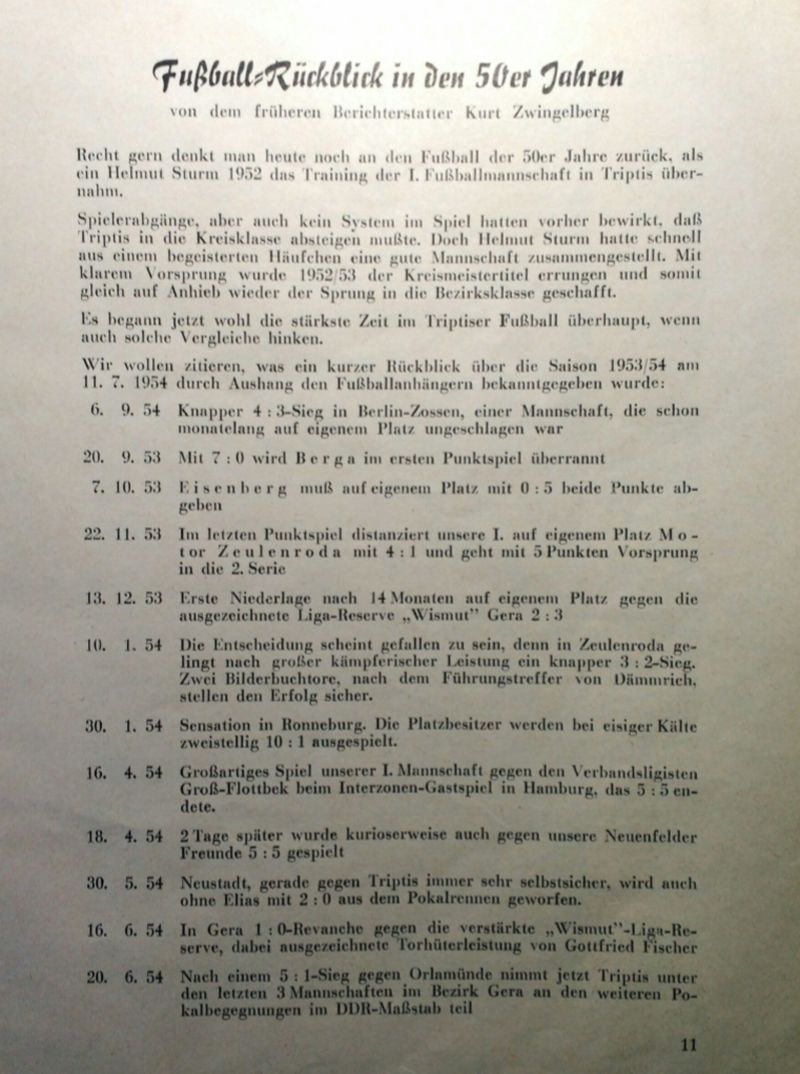 Fußball-Rückblick in den 50er Jahren
von dem früheren Berichterstatter Kurt Zwingelberg
Recht gern denkt man heute noch an den Fußball der 50er Jahre zurück, als
ein Helmut Sturm 1952 das Training der I. Fußballmannschaft in Triptis über-
nahm.
Spielerabgänge, aber auch kein System im Spiel hatten vorher bewirkt, daß
Triptis in die Kreisklasse absteigen mußte. Doch Helmut Sturm hatte schnell
aus einem begeisterten Häufchen eine gute Mannschaft zusammengestellt. Mit
klarem Vorsprung wurde 1952/53 der Kreismeistertitel errungen und somit
gleich auf Anhieb wieder der Sprung in die Bezirksklasse geschafft.
Es begann jetzt wohl die stärkste Zeit im Triptiser Fußball überhaupt, wenn
auch solche Vergleiche hinken.
Wir wollen zitieren, was ein kurzer Rückblick über die Saison 1953/54 am
11. 7. 1954 durch Aushang den Fußballanhängern bekanntgegeben wurde:
6. 9. 54 Knapper 4 : 3-Sieg in Berlin-Zossen, einer Mannschaft, die schon
monatelang auf eigenem Platz ungeschlagen war
20. 9. 53 Mit 7 : 0 wird Berga im ersten Punktspiel überrannt
7. 10. 53 Eisenberg muß auf eigenem Platz mit 0 : 5 beide Punkte ab-
geben
22. 11. 53 Im letzten Punktspiel distanziert unsere I. auf eigenem Platz Mo-
tor Zeulenroda mit 4 : 1 und geht mit 5 Punkten Vorsprung
in die 2. Serie
13. 12. 53 Erste Niederlage nach 14 Monaten auf eigenem Platz gegen die
ausgezeichnete Liga-Reserve „Wismut" Gera 2 : 3
10. 1. 54 Die Entscheidung scheint gefallen zu sein, denn in Zeulenroda ge-
lingt nach großer kämpferischer Leistung ein knapper 3 : 2-Sieg.
Zwei Bilderbuchtore, nach dem Führungstreffer von Dämmrich,
stellen den Erfolg sicher.
30. 1. 54 Sensation in Ronneburg. Die Platzbesitzer werden bei eisiger Kälte
zweistellig 10 : 1 ausgespielt.
16. 4. 54 Großartiges Spiel unserer I. Mannschaft gegen den Verbandsligisten
Groß-Flottbek beim Interzonen-Gastspiel in Hamburg, das 5 : 5 en-
dete.
18. 4. 54 2 Tage später wurde kurioserweise auch gegen unsere Neuenfelder
Freunde 5 : 5 gespielt
30. 5. 54 Neustadt, gerade gegen Triptis immer sehr selbstsicher, wird auch
ohne Elias mit 2 : 0 aus dem Pokalrennen geworfen.
16. 6. 54 In Gera 1 : 0-Revanche gegen die verstärkte „Wismut"-Liga-Re-
serve, dabei ausgezeichnete Torhüterleistung von Gottfried Fischer
20. 6. 54 Nach einem 5 : 1-Sieg gegen Orlamünde nimmt jetzt Triptis unter
den letzten 3 Mannschaften im Bezirk Gera an den weiteren Po-
kalbegegnungen im DDR-Maßstab teil
11